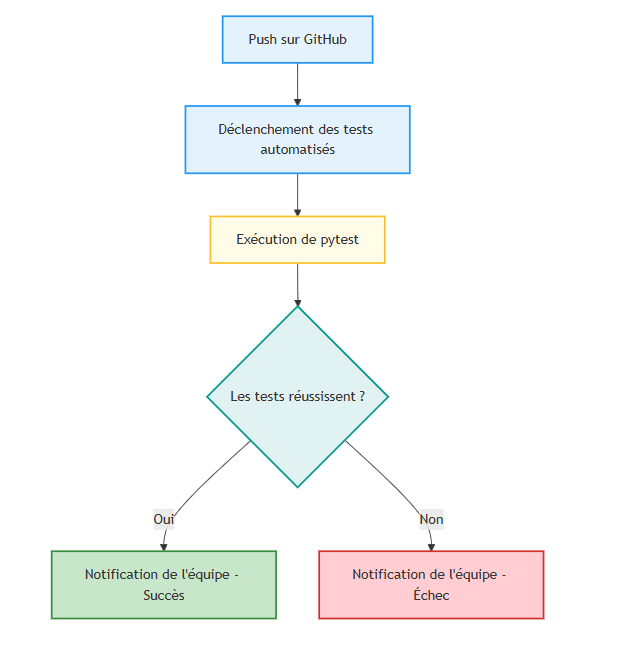 Push sur GitHub
Déclenchement des tests
automatisés
Exécution de pytest
Les tests réussissent ?
Oui
Non
Notification de l'équipe -
Succès
Notification de l'équipe -
Échec